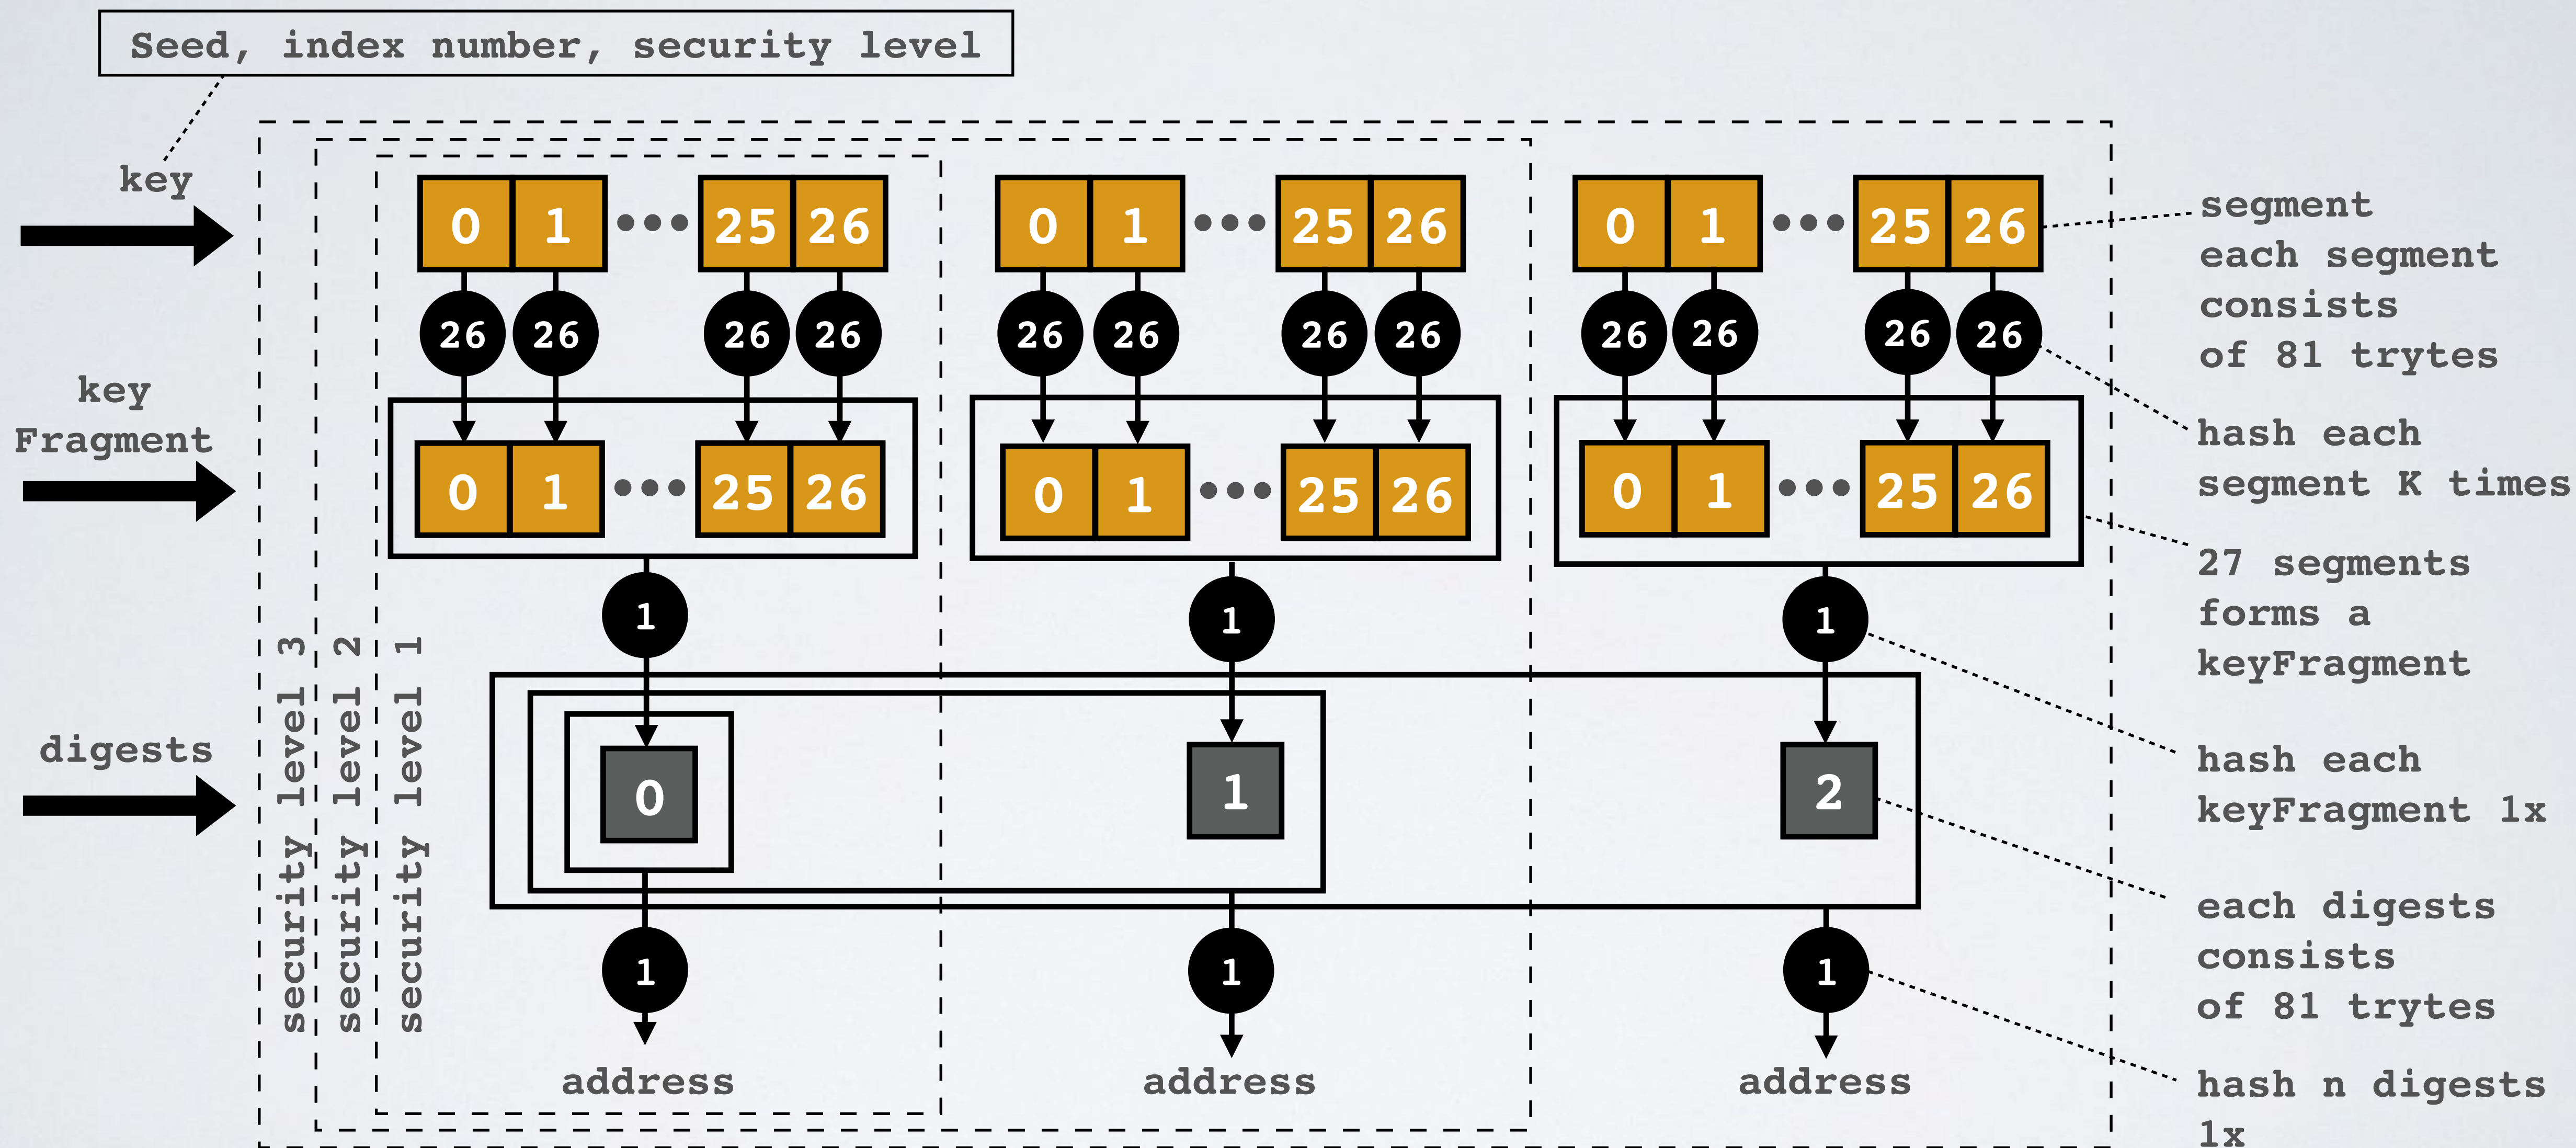 Seed, index number, security level
key
0 1 ••• 25 26
0 1 ••• 25 26
0 1 ••• 25 26
26 26 26 26
26 26 26 26
26 26 26 26
key
Fragment
0 1 ••• 25 26
0 1 ••• 25 26
0 1 ••• 25 26
1
1
1
digests
0
1
2
1
1
1
address
address
address
security level 3
security level 2
security level 1
segment
each segment
consists
of 81 trytes
hash each
segment K times
27 segments
forms a
keyFragment
hash each
keyFragment 1x
each digests
consists
of 81 trytes
hash n digests
1x